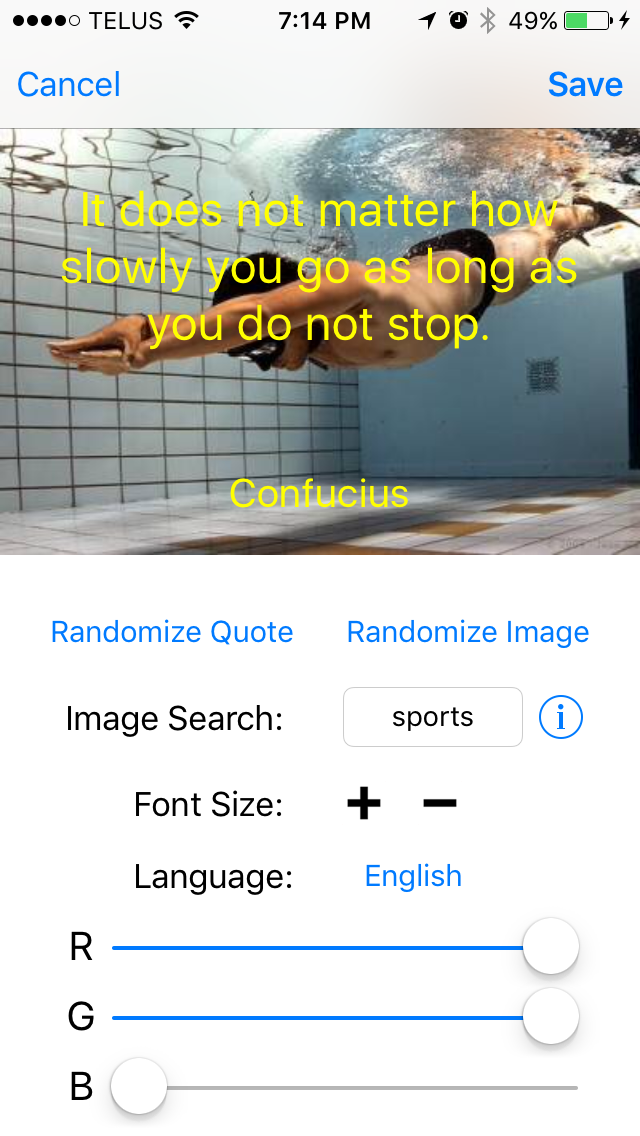 TELUS 7:14 PM 49%
Cancel Save
It does not matter how
slowly you go as long as
you do not stop.
Confucius
Randomize Quote Randomize Image
Image Search: sports i
Font Size: + −
Language: English
R
G
B